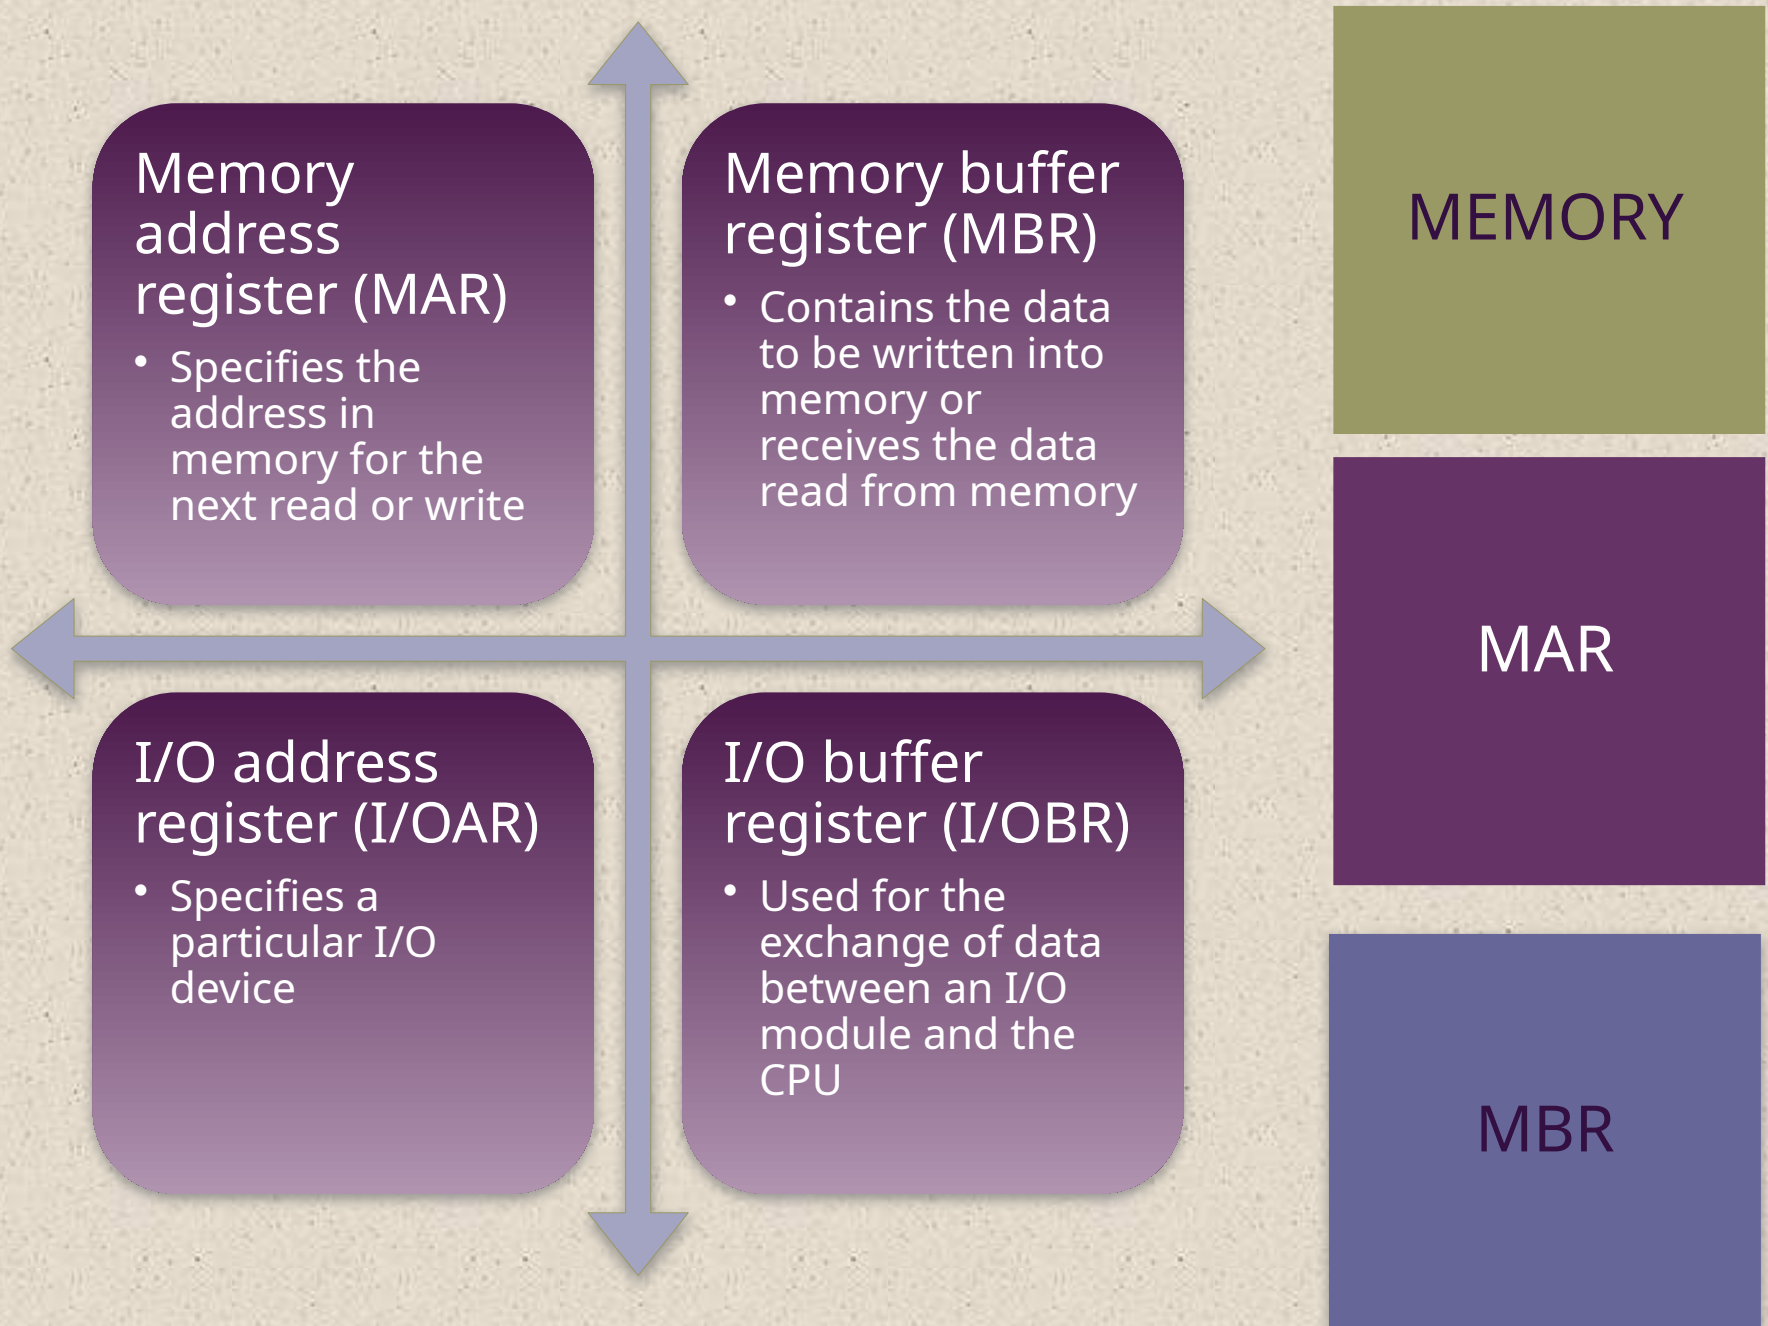 Memory
address
register (MAR)
• Specifies the
address in
memory for the
next read or write
Memory buffer
register (MBR)
• Contains the data
to be written into
memory or
receives the data
read from memory
I/O address
register (I/OAR)
• Specifies a
particular I/O
device
I/O buffer
register (I/OBR)
• Used for the
exchange of data
between an I/O
module and the
CPU
MEMORY
MAR
MBR